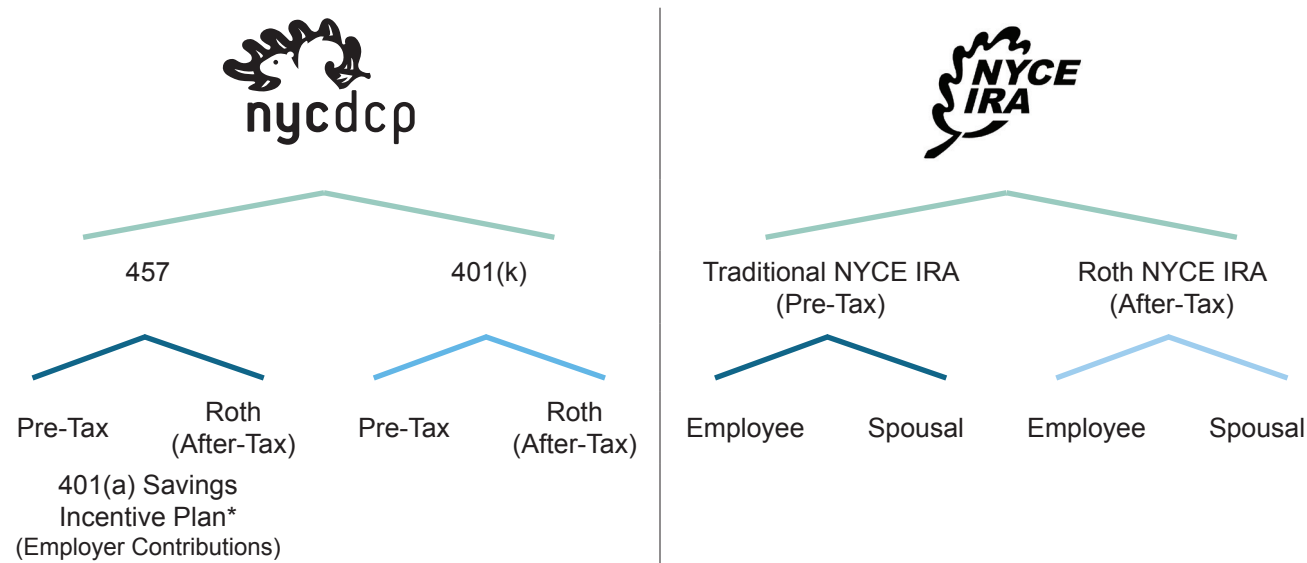 nycdcp
NYCE
IRA
457
401(k)
Traditional NYCE IRA
(Pre-Tax)
Roth NYCE IRA
(After-Tax)
Pre-Tax
Roth
(After-Tax)
Pre-Tax
Roth
(After-Tax)
Employee
Spousal
Employee
Spousal
401(a) Savings
Incentive Plan*
(Employer Contributions)